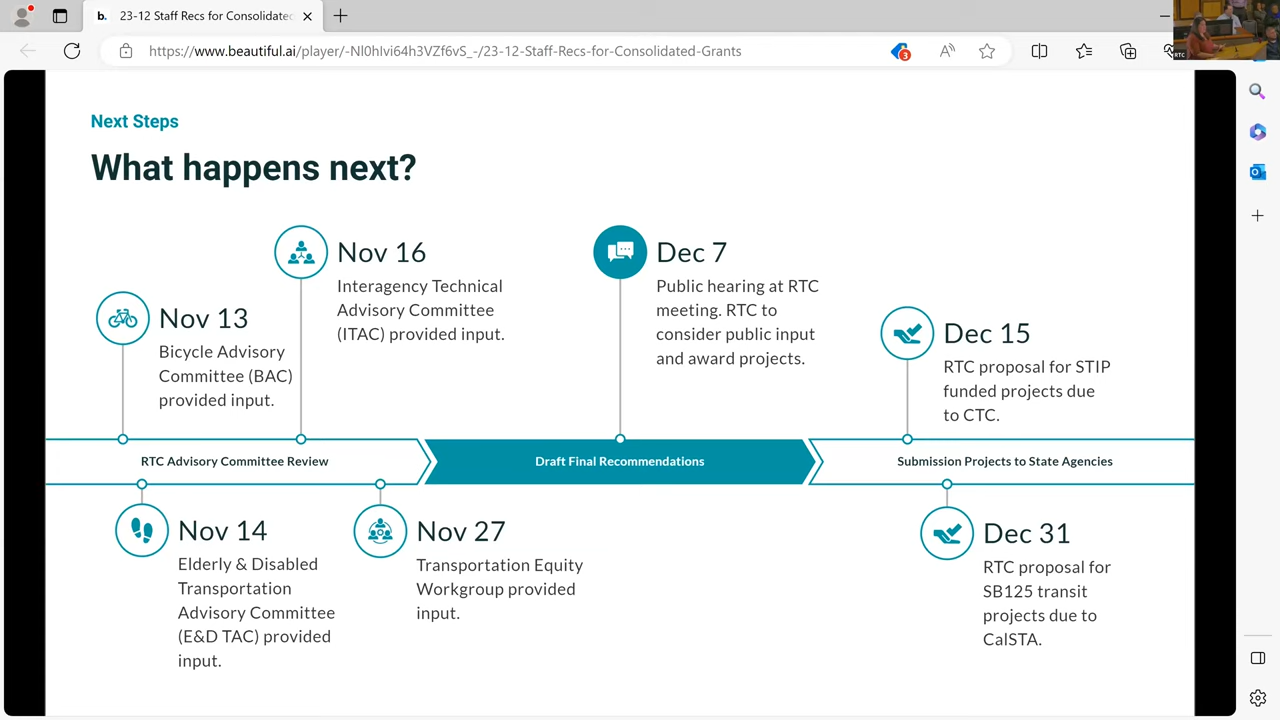 23-12 Staff Recs for Consolidated
https://www.beautiful.ai/player/-Nl0hIvi64h3VZf6vS_-/23-12-Staff-Recs-for-Consolidated-Grants
3
RTC
Next Steps
What happens next?
Nov 13
Bicycle Advisory
Committee (BAC)
provided input.
Nov 16
Interagency Technical
Advisory Committee
(ITAC) provided input.
Dec 7
Public hearing at RTC
meeting. RTC to
consider public input
and award projects.
Dec 15
RTC proposal for STIP
funded projects due
to CTC.
RTC Advisory Committee Review
Draft Final Recommendations
Submission Projects to State Agencies
Nov 14
Elderly & Disabled
Transportation
Advisory Committee
(E&D TAC) provided
input.
Nov 27
Transportation Equity
Workgroup provided
input.
Dec 31
RTC proposal for
SB125 transit
projects due to
CalSTA.